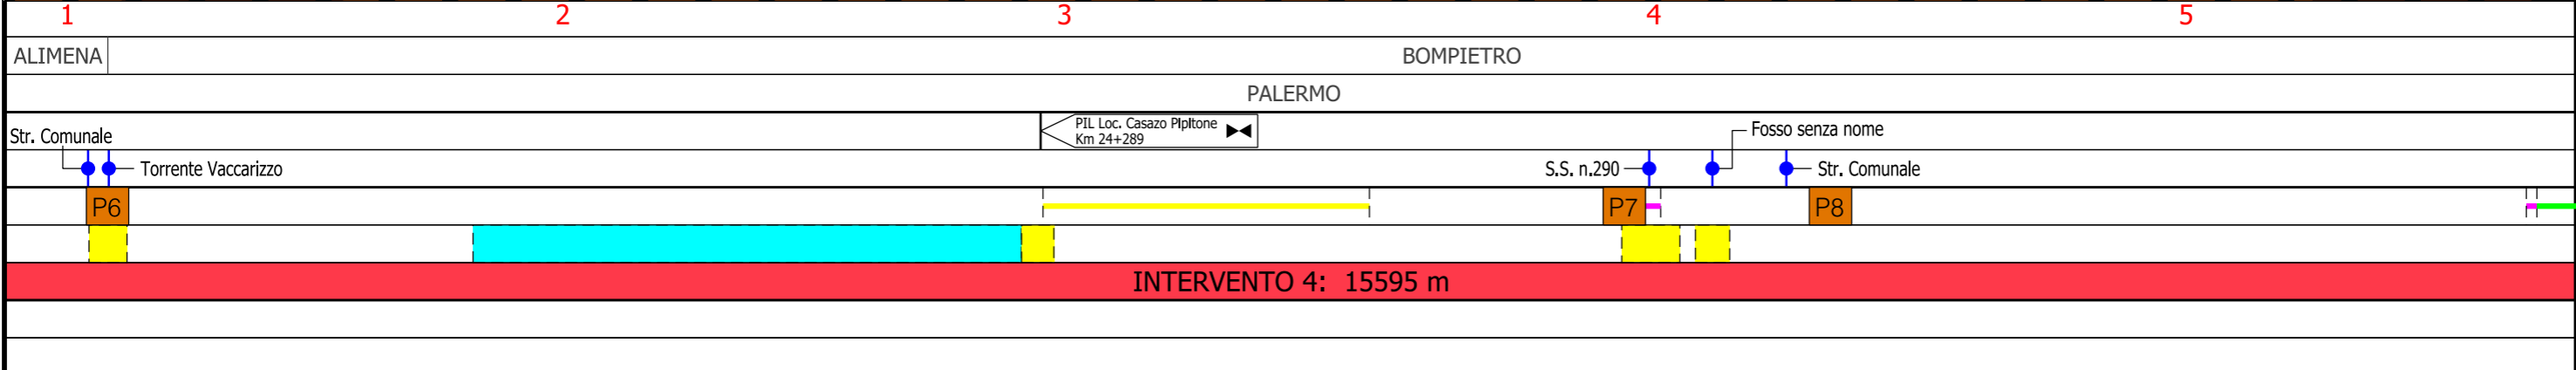 1 2 3 4 5
ALIMENA BOMPIETRO
PALERMO
PIL Loc. Casazo Pipitone
Km 24+289
Str. Comunale
Fosso senza nome
Torrente Vaccarizzo
S.S. n.290
Str. Comunale
P6 P7 P8
INTERVENTO 4: 15595 m